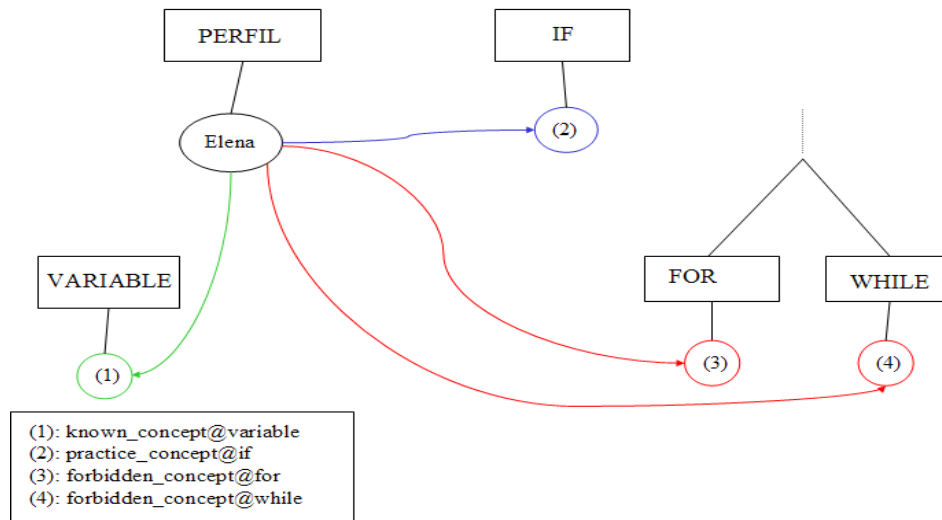 PERFIL
IF
Elena
(2)
VARIABLE
FOR
WHILE
(1)
(3)
(4)
(1): known_concept@variable
(2): practice_concept@if
(3): forbidden_concept@for
(4): forbidden_concept@while